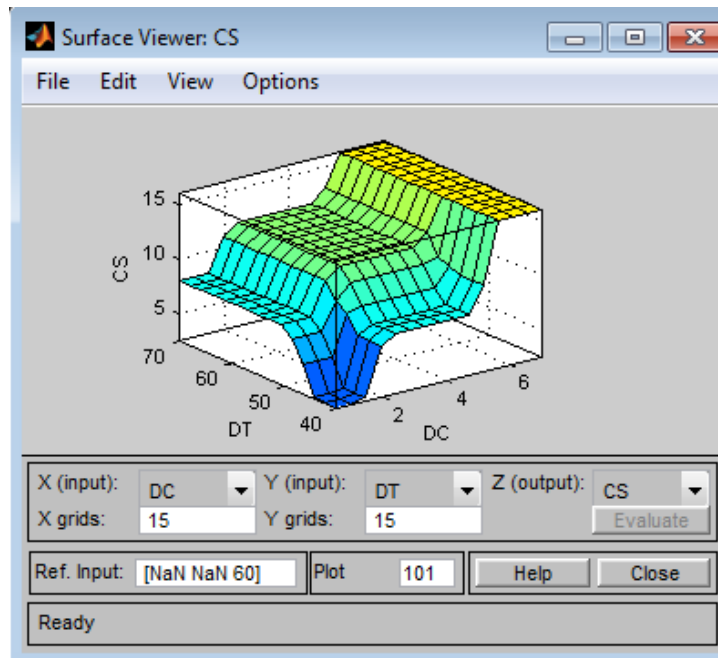 Surface Viewer: CS
File Edit View Options
15
10
5
CS
70
60
50
40
DT
2
4
6
DC
X (input): DC Y (input): DT Z (output): CS
X grids: 15 Y grids: 15 Evaluate
Ref. Input: [NaN NaN 60] Plot 101 Help Close
Ready